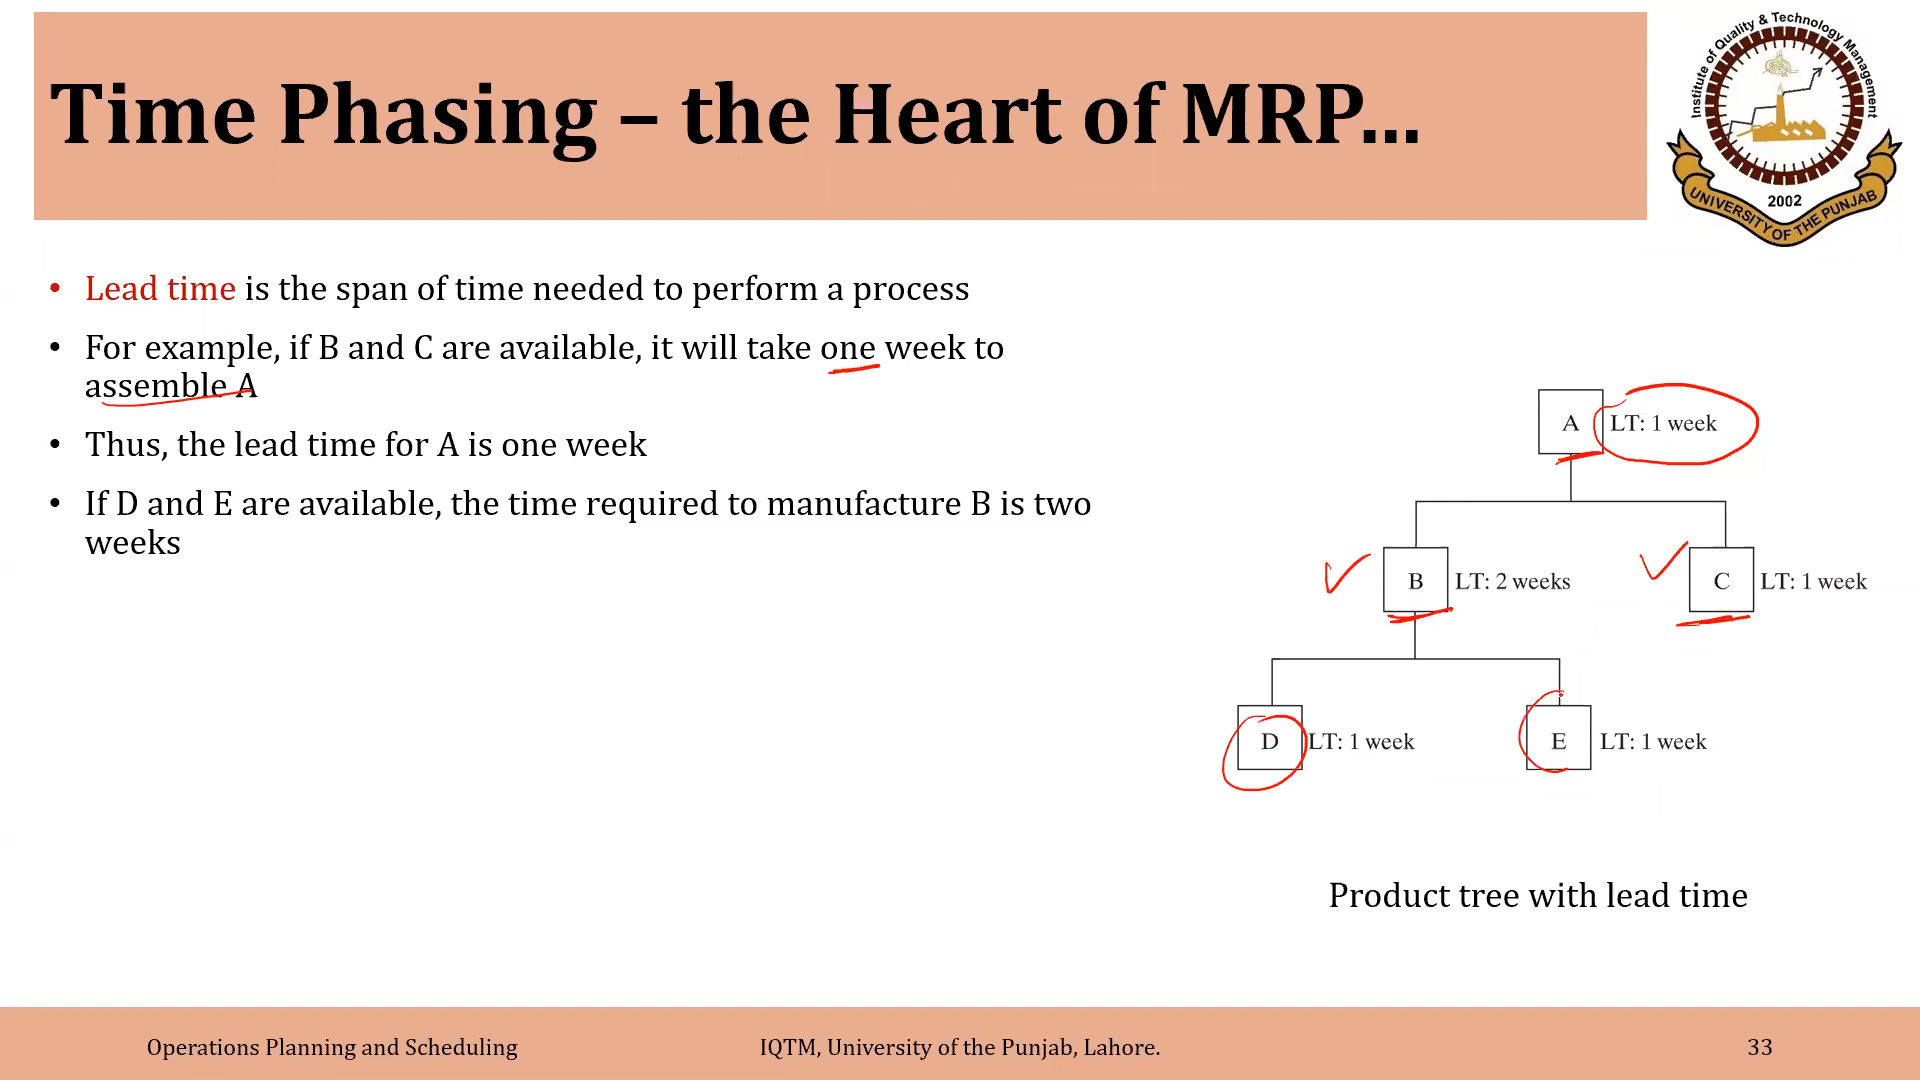 Time Phasing – the Heart of MRP...
Institute of Quality & Technology Management
2002
UNIVERSITY OF THE PUNJAB
• Lead time is the span of time needed to perform a process
• For example, if B and C are available, it will take one week to
assemble A
• Thus, the lead time for A is one week
• If D and E are available, the time required to manufacture B is two
weeks
A LT: 1 week
B LT: 2 weeks
C LT: 1 week
D LT: 1 week
E LT: 1 week
Product tree with lead time
Operations Planning and Scheduling
IQTM, University of the Punjab, Lahore.
33